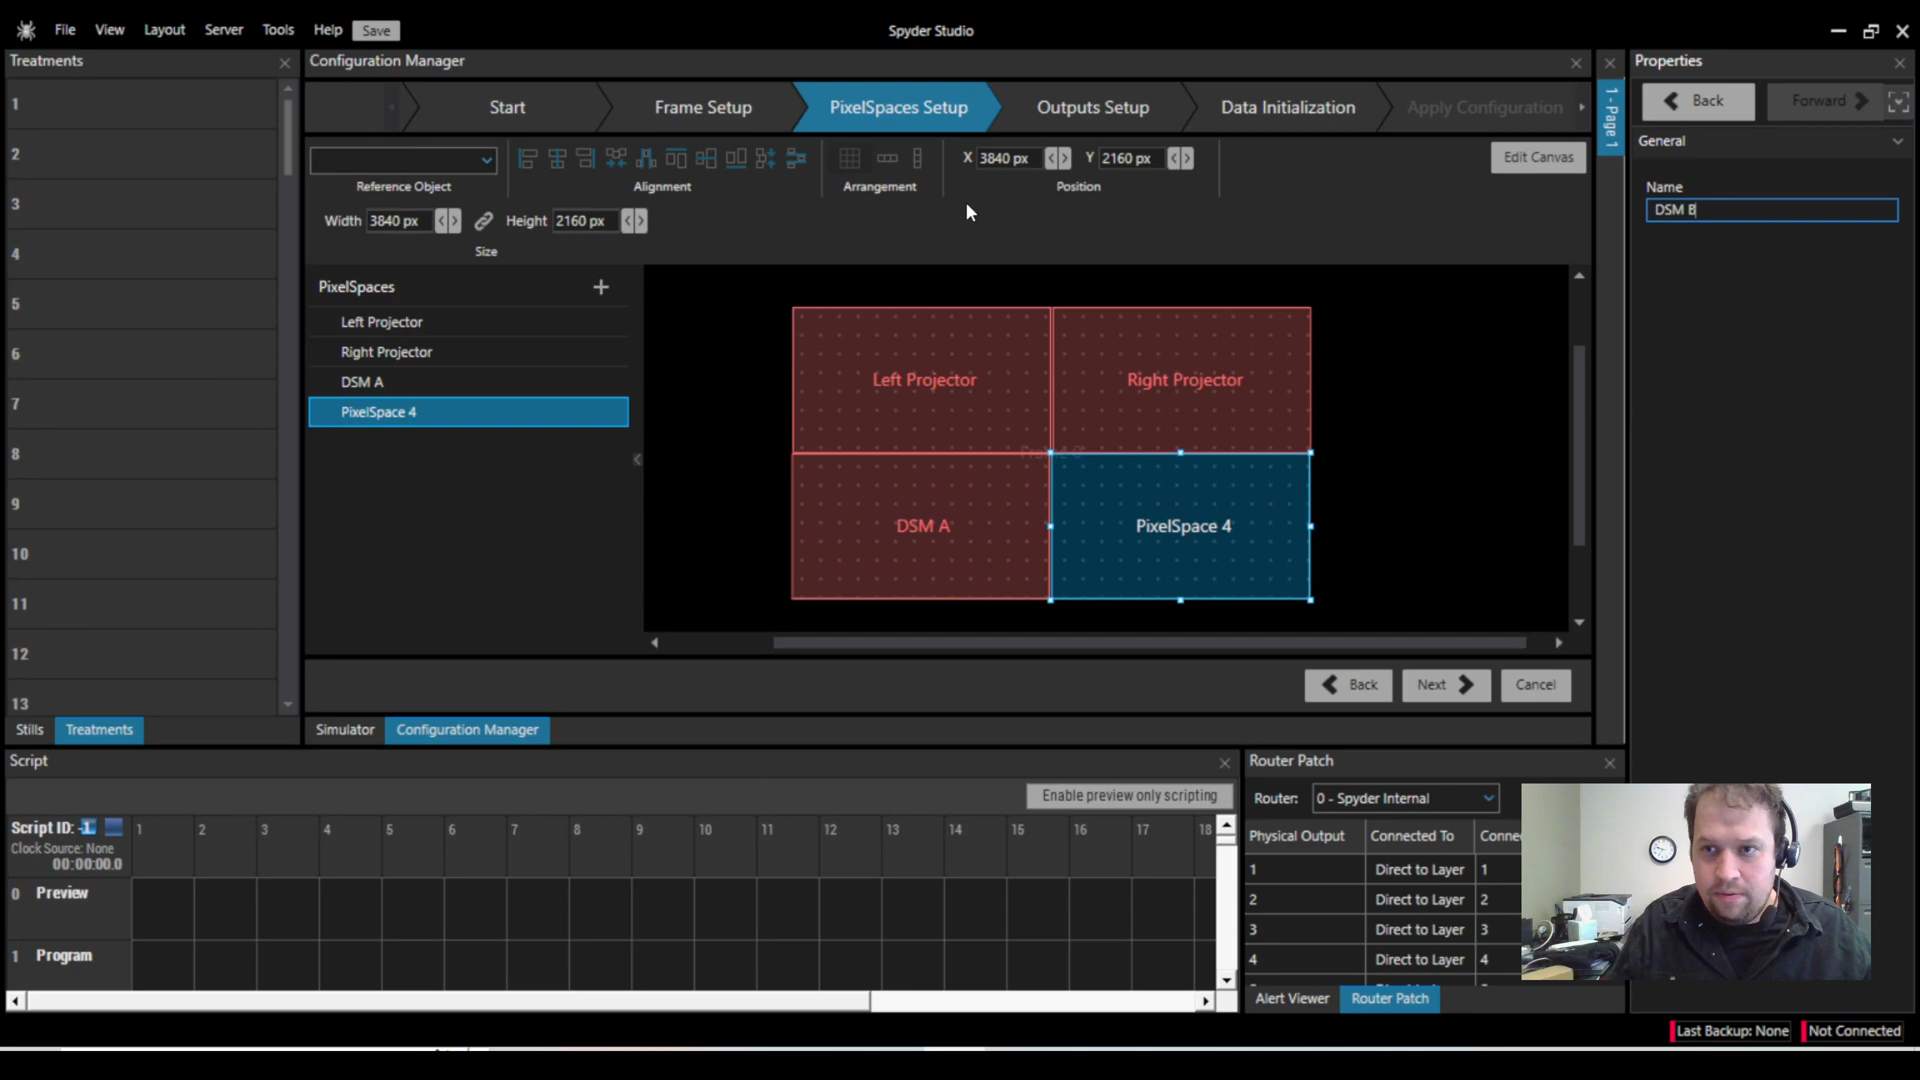 File View Layout Server Tools Help Save
Spyder Studio
Treatments
Configuration Manager
Properties
Start
Frame Setup
PixelSpaces Setup
Outputs Setup
Data Initialization
Apply Configuration
1 - Page 1
Back
Forward
General
Name
DSM B
Reference Object
Alignment
Arrangement
X 3840 px
Y 2160 px
Position
Edit Canvas
Width 3840 px
Height 2160 px
Size
PixelSpaces +
Left Projector
Right Projector
DSM A
PixelSpace 4
Left Projector
Right Projector
DSM A
PixelSpace 4
1
2
3
4
5
6
7
8
9
10
11
12
13
Back
Next
Cancel
Stills
Treatments
Simulator
Configuration Manager
Script
Enable preview only scripting
Script ID: -1
Clock Source: None
00:00:00.0
1 2 3 4 5 6 7 8 9 10 11 12 13 14 15 16 17 18
0 Preview
1 Program
Router Patch
Router: 0 - Spyder Internal
Physical Output Connected To Conne
1 Direct to Layer 1
2 Direct to Layer 2
3 Direct to Layer 3
4 Direct to Layer 4
Alert Viewer
Router Patch
Last Backup: None
Not Connected